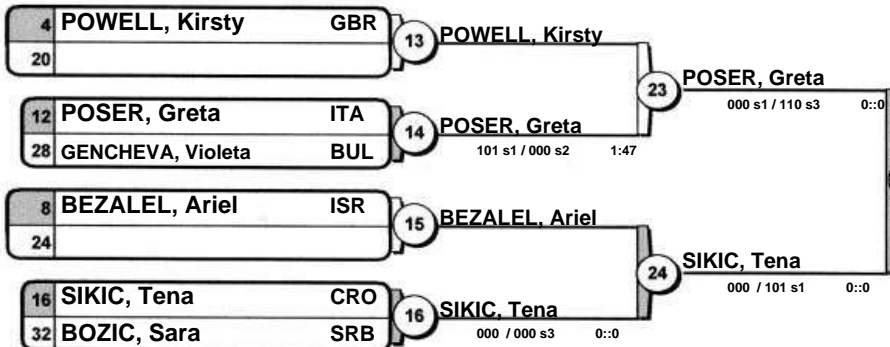 4 POWELL, Kirsty GBR
20
13 POWELL, Kirsty
12 POSER, Greta ITA
28 GENCHEVA, Violeta BUL
14 POSER, Greta
101 s1 / 000 s2 1:47
23 POSER, Greta
000 s1 / 110 s3 0::0
8 BEZALEL, Ariel ISR
24
15 BEZALEL, Ariel
16 SIKIC, Tena CRO
32 BOZIC, Sara SRB
16 SIKIC, Tena
000 / 000 s3 0::0
24 SIKIC, Tena
000 / 101 s1 0::0